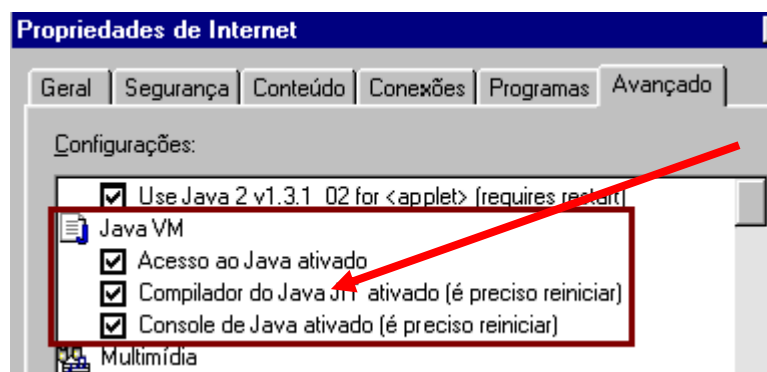 Propriedades de Internet
Geral Segurança Conteúdo Conexões Programas Avançado
Configurações:
Use Java 2 v1.3.1_02 for <applet> (requires restart)
Java VM
Acesso ao Java ativado
Compilador do Java JIT ativado (é preciso reiniciar)
Console de Java ativado (é preciso reiniciar)
Multimídia